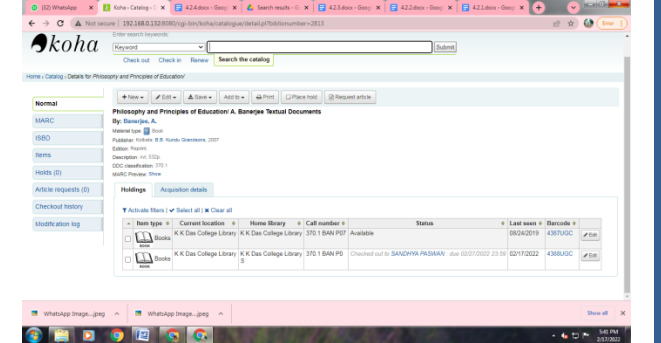 (32) WhatsApp
Koha › Catalog › D
4.2.4.docx - Goog
Search results - G
4.2.3.docx - Goog
4.2.2.docx - Goog
4.2.1.docx - Goog
Not secure | 192.168.0.132:8080/cgi-bin/koha/catalogue/detail.pl?biblionumber=2813
Error
koha
Enter search keywords:
Keyword
Submit
Check out Check in Renew Search the catalog
Home › Catalog › Details for Philosophy and Principles of Education/
Normal
MARC
ISBD
Items
Holds (0)
Article requests (0)
Checkout history
Modification log
+ New Edit Save Add to Print Place hold Request article
Philosophy and Principles of Education/ A. Banerjee Textual Documents
By: Banerjee, A.
Material type: Book
Publisher: Kolkata: B.B. Kundu Grandsons, 2007
Edition: Reprint.
Description: xvi, 532p.
DDC classification: 370.1
MARC Preview: Show
Holdings Acquisition details
Activate filters | Select all | Clear all
Item type Current location Home library Call number Status Last seen Barcode
BOOK Books K K Das College Library K K Das College Library 370.1 BAN P07 Available 08/24/2019 4387UGC Edit
BOOK Books K K Das College Library K K Das College Library 370.1 BAN P0 Checked out to SANDHYA PASWAN : due 02/27/2022 23:59 02/17/2022 4388UGC Edit
S
WhatsApp Image....jpeg
WhatsApp Image....jpeg
Show all
5:41 PM
2/17/2022